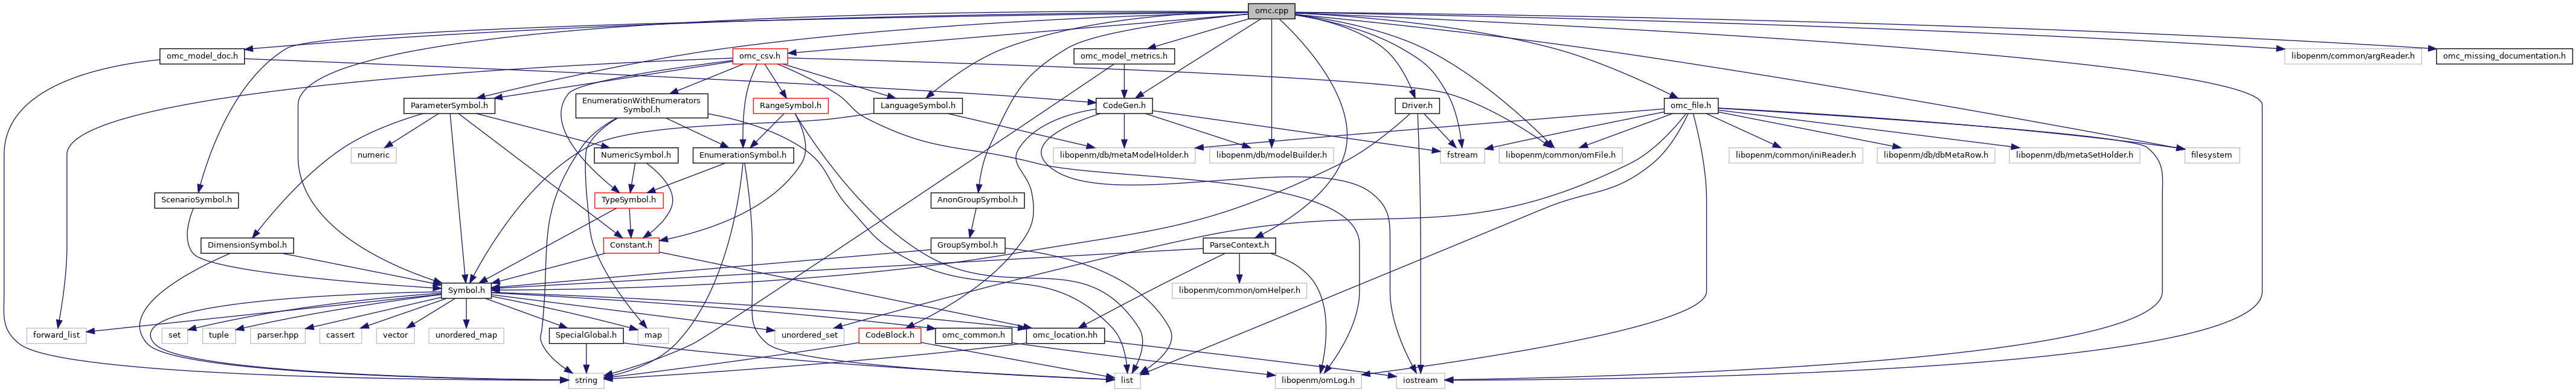 omc.cpp
omc_model_doc.h
omc_csv.h
omc_model_metrics.h
libopenm/common/argReader.h
omc_missing_documentation.h
ParameterSymbol.h
EnumerationWithEnumerators
Symbol.h
RangeSymbol.h
LanguageSymbol.h
CodeGen.h
Driver.h
omc_file.h
numeric
NumericSymbol.h
EnumerationSymbol.h
libopenm/db/metaModelHolder.h
libopenm/db/modelBuilder.h
fstream
libopenm/common/omFile.h
libopenm/common/iniReader.h
libopenm/db/dbMetaRow.h
libopenm/db/metaSetHolder.h
filesystem
ScenarioSymbol.h
TypeSymbol.h
AnonGroupSymbol.h
DimensionSymbol.h
Constant.h
GroupSymbol.h
ParseContext.h
Symbol.h
libopenm/common/omHelper.h
forward_list
set
tuple
parser.hpp
cassert
vector
unordered_map
SpecialGlobal.h
map
unordered_set
CodeBlock.h
omc_common.h
omc_location.hh
string
list
libopenm/omLog.h
iostream